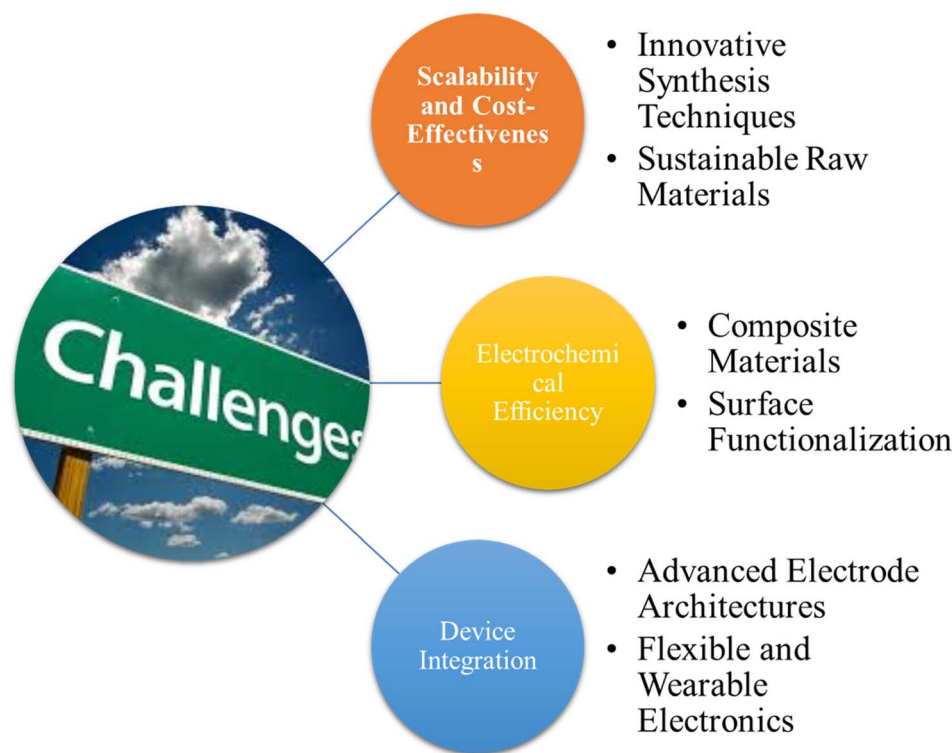 Challenges
Scalability
and Cost-
Effectivenes
s
• Innovative
Synthesis
Techniques
• Sustainable Raw
Materials
Electrochemi
cal
Efficiency
• Composite
Materials
• Surface
Functionalization
Device
Integration
• Advanced Electrode
Architectures
• Flexible and
Wearable
Electronics